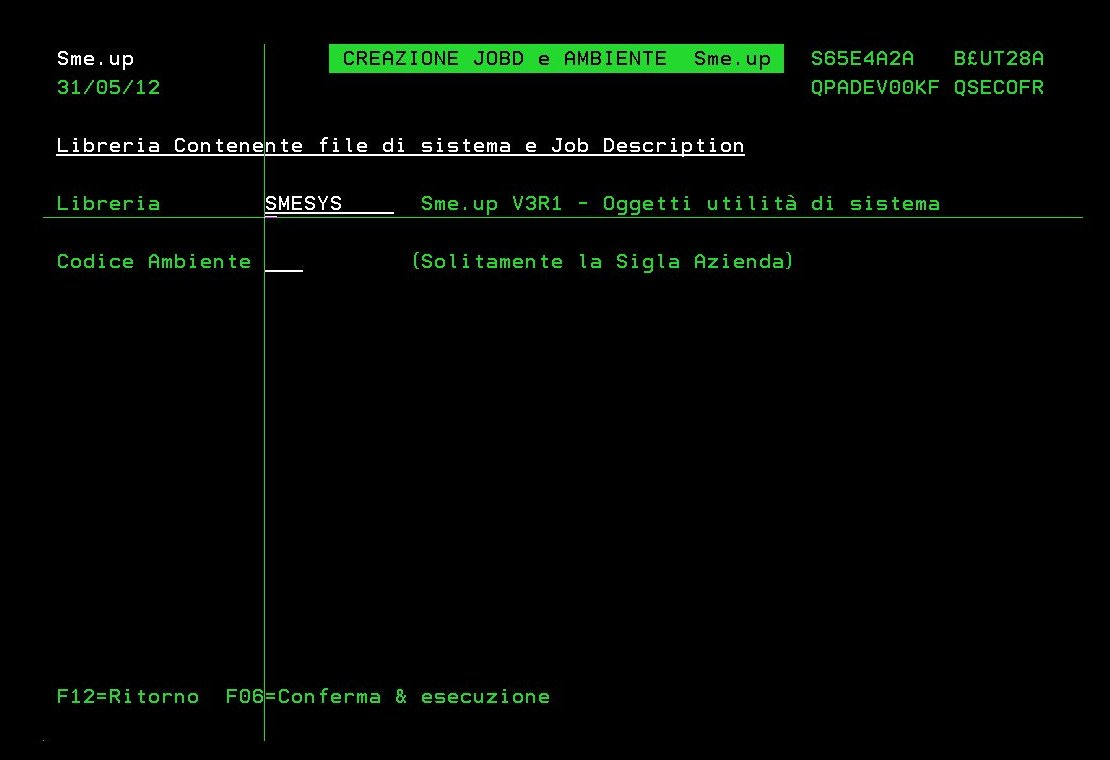 Sme.up CREAZIONE JOBD e AMBIENTE Sme.up S65E4A2A B£UT28A
31/05/12 QPADEV00KF QSECOFR
Libreria Contenente file di sistema e Job Description
Libreria SMESYS Sme.up V3R1 - Oggetti utilità di sistema
Codice Ambiente (Solitamente la Sigla Azienda)
F12=Ritorno F06=Conferma & esecuzione